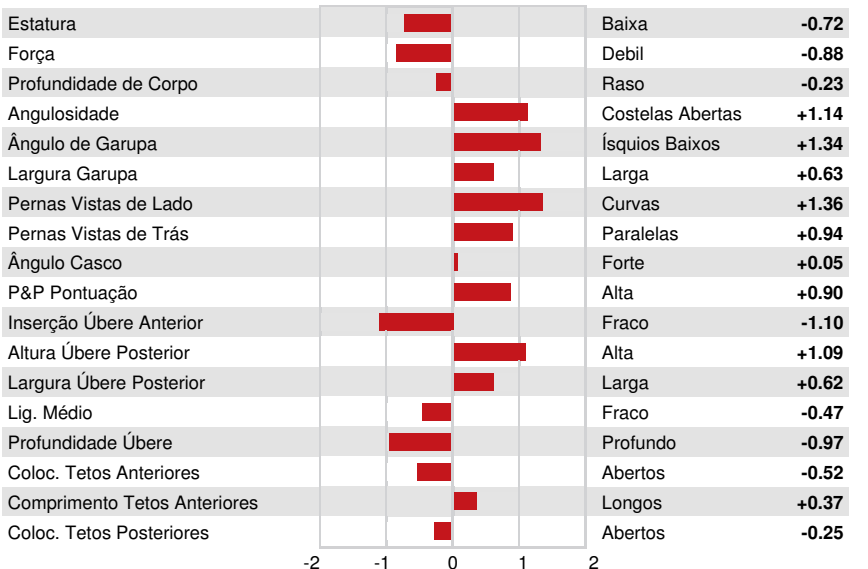 Estatura Baixa -0.72
Força Debil -0.88
Profundidade de Corpo Raso -0.23
Angulosidade Costelas Abertas +1.14
Ângulo de Garupa Ísquios Baixos +1.34
Largura Garupa Larga +0.63
Pernas Vistas de Lado Curvas +1.36
Pernas Vistas de Trás Paralelas +0.94
Ângulo Casco Forte +0.05
P&P Pontuação Alta +0.90
Inserção Úbere Anterior Fraco -1.10
Altura Úbere Posterior Alta +1.09
Largura Úbere Posterior Larga +0.62
Lig. Médio Fraco -0.47
Profundidade Úbere Profundo -0.97
Coloc. Tetos Anteriores Abertos -0.52
Comprimento Tetos Anteriores Longos +0.37
Coloc. Tetos Posteriores Abertos -0.25
-2 -1 0 1 2